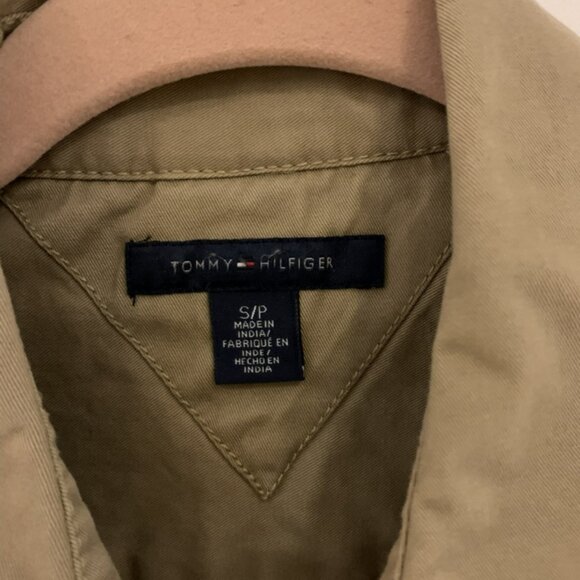 TOMMY HILFIGER
S/P
MADE IN
INDIA/
FABRIQUÉ EN
INDE/
HECHO EN
INDIA